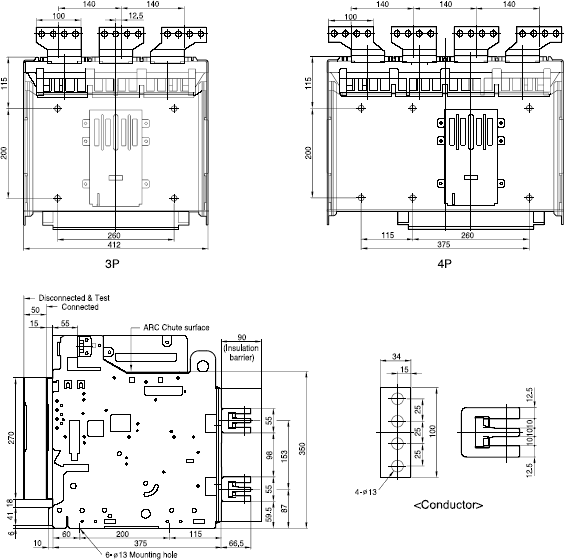 140 140
100 12,5
115
200
260
412
3P
140 140 140
100
115
200
115 260
375
4P
Disconnected & Test
Connected
50
15 55
ARC Chute surface
90
(Insulation
barrier)
270
18
41
6
10
60 200 115
375 66,5
6-ø13 Mounting hole
55
98
55
59.5
153
87
350
34
15
25
25
25
100
4-ø13
12.5
10 10 10
12.5
<Conductor>